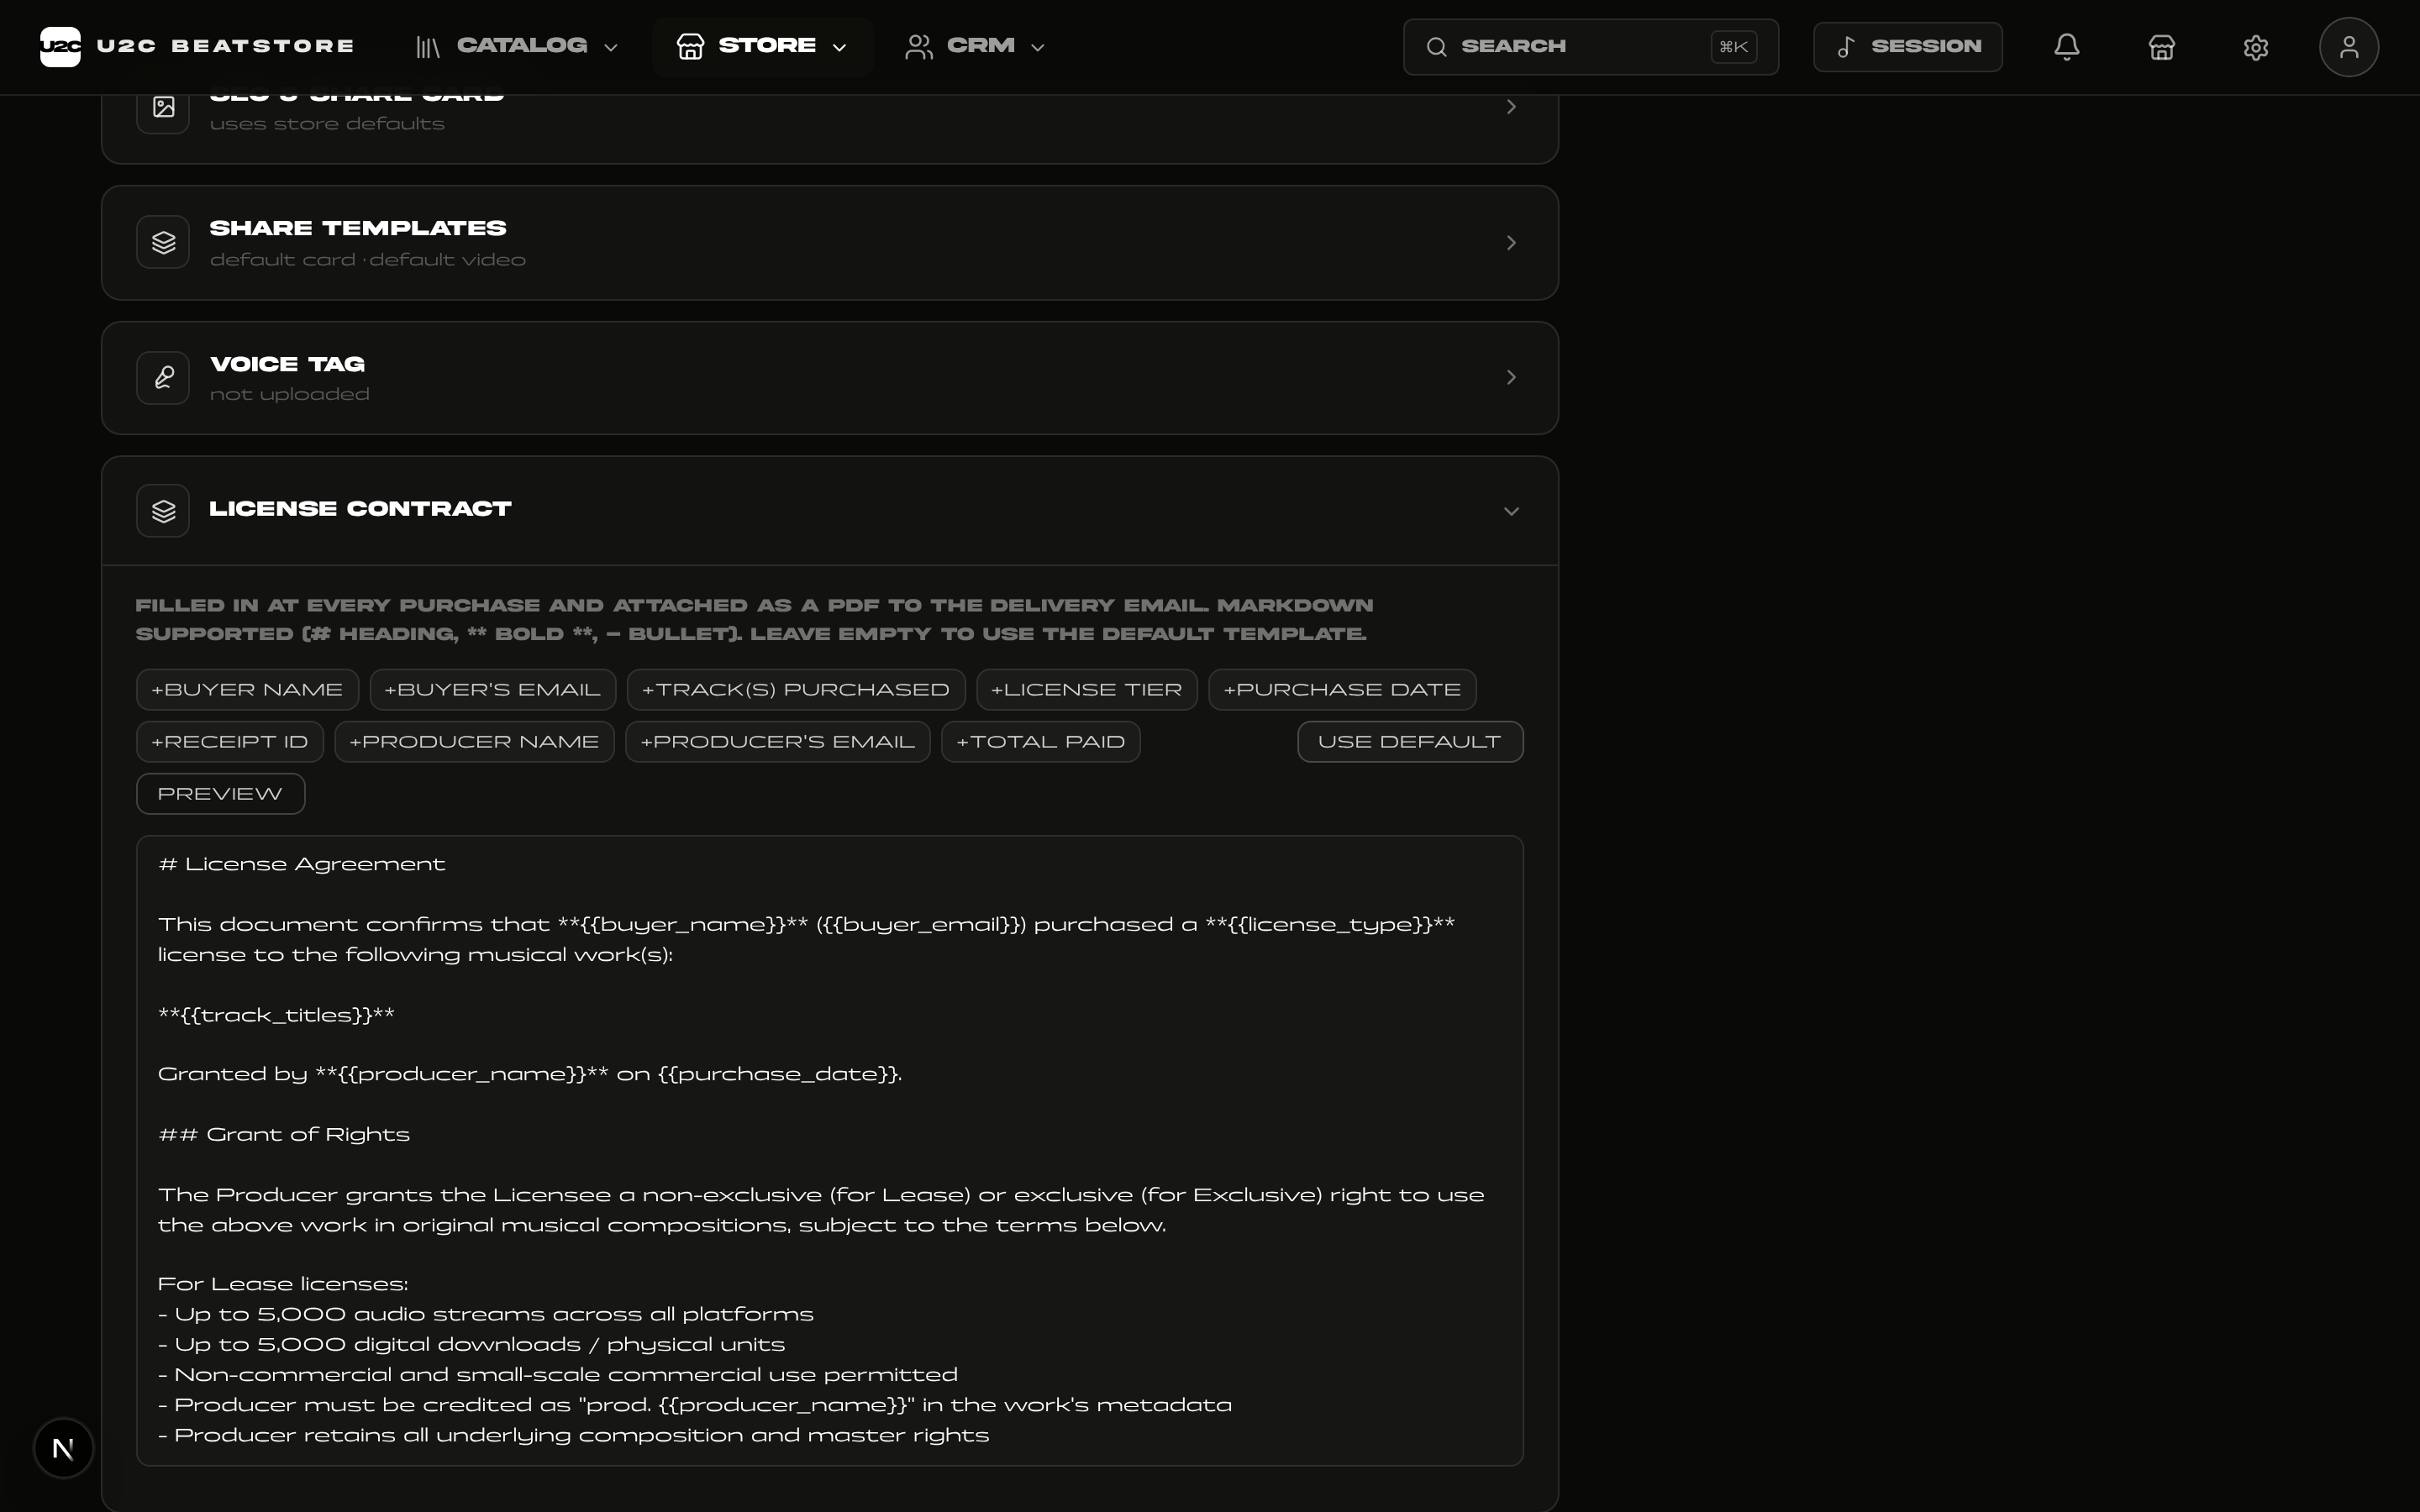 U2C U2C BEATSTORE CATALOG STORE CRM SEARCH ⌘K SESSION
uses store defaults
SHARE TEMPLATES
default card · default video
VOICE TAG
not uploaded
LICENSE CONTRACT
FILLED IN AT EVERY PURCHASE AND ATTACHED AS A PDF TO THE DELIVERY EMAIL. MARKDOWN
SUPPORTED (# HEADING, ** BOLD **, – BULLET). LEAVE EMPTY TO USE THE DEFAULT TEMPLATE.
+BUYER NAME +BUYER'S EMAIL +TRACK(S) PURCHASED +LICENSE TIER +PURCHASE DATE
+RECEIPT ID +PRODUCER NAME +PRODUCER'S EMAIL +TOTAL PAID USE DEFAULT
PREVIEW
# License Agreement
This document confirms that **{{buyer_name}}** ({{buyer_email}}) purchased a **{{license_type}}**
license to the following musical work(s):
**{{track_titles}}**
Granted by **{{producer_name}}** on {{purchase_date}}.
## Grant of Rights
The Producer grants the Licensee a non-exclusive (for Lease) or exclusive (for Exclusive) right to use
the above work in original musical compositions, subject to the terms below.
For Lease licenses:
- Up to 5,000 audio streams across all platforms
- Up to 5,000 digital downloads / physical units
- Non-commercial and small-scale commercial use permitted
- Producer must be credited as "prod. {{producer_name}}" in the work's metadata
- Producer retains all underlying composition and master rights
N